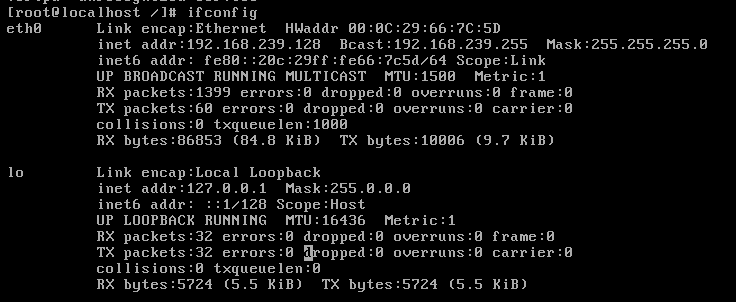 [root@localhost /]# ifconfig
eth0      Link encap:Ethernet  HWaddr 00:0C:29:66:7C:5D
          inet addr:192.168.239.128  Bcast:192.168.239.255  Mask:255.255.255.0
          inet6 addr: fe80::20c:29ff:fe66:7c5d/64 Scope:Link
          UP BROADCAST RUNNING MULTICAST  MTU:1500  Metric:1
          RX packets:1399 errors:0 dropped:0 overruns:0 frame:0
          TX packets:60 errors:0 dropped:0 overruns:0 carrier:0
          collisions:0 txqueuelen:1000
          RX bytes:86853 (84.8 KiB)  TX bytes:10006 (9.7 KiB)
lo        Link encap:Local Loopback
          inet addr:127.0.0.1  Mask:255.0.0.0
          inet6 addr: ::1/128 Scope:Host
          UP LOOPBACK RUNNING  MTU:16436  Metric:1
          RX packets:32 errors:0 dropped:0 overruns:0 frame:0
          TX packets:32 errors:0 dropped:0 overruns:0 carrier:0
          collisions:0 txqueuelen:0
          RX bytes:5724 (5.5 KiB)  TX bytes:5724 (5.5 KiB)